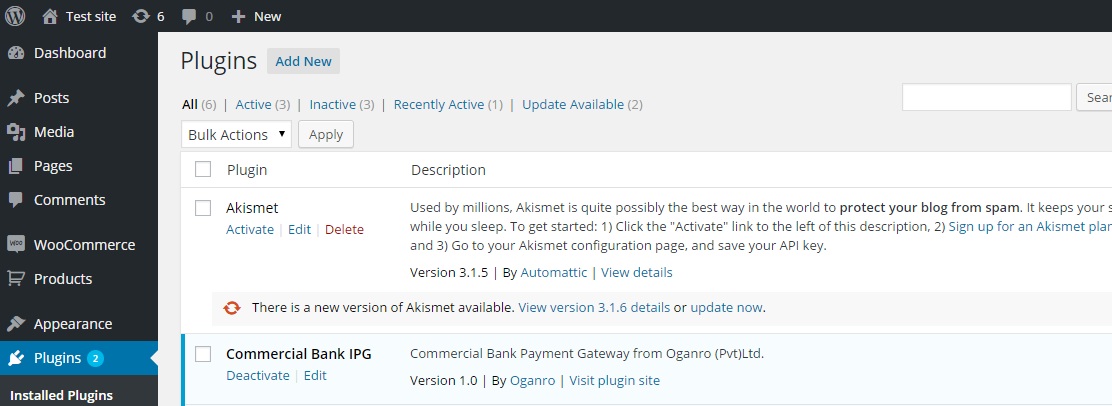 Test site 6 0 New
Dashboard
Posts
Media
Pages
Comments
WOO WooCommerce
Products
Appearance
Plugins 2
Installed Plugins
Plugins Add New
All (6) | Active (3) | Inactive (3) | Recently Active (1) | Update Available (2)
Sear
Bulk Actions Apply
Plugin Description
Akismet
Activate | Edit | Delete
Used by millions, Akismet is quite possibly the best way in the world to protect your blog from spam. It keeps your s
while you sleep. To get started: 1) Click the "Activate" link to the left of this description, 2) Sign up for an Akismet plan
and 3) Go to your Akismet configuration page, and save your API key.
Version 3.1.5 | By Automattic | View details
There is a new version of Akismet available. View version 3.1.6 details or update now.
Commercial Bank IPG
Deactivate | Edit
Commercial Bank Payment Gateway from Oganro (Pvt)Ltd.
Version 1.0 | By Oganro | Visit plugin site